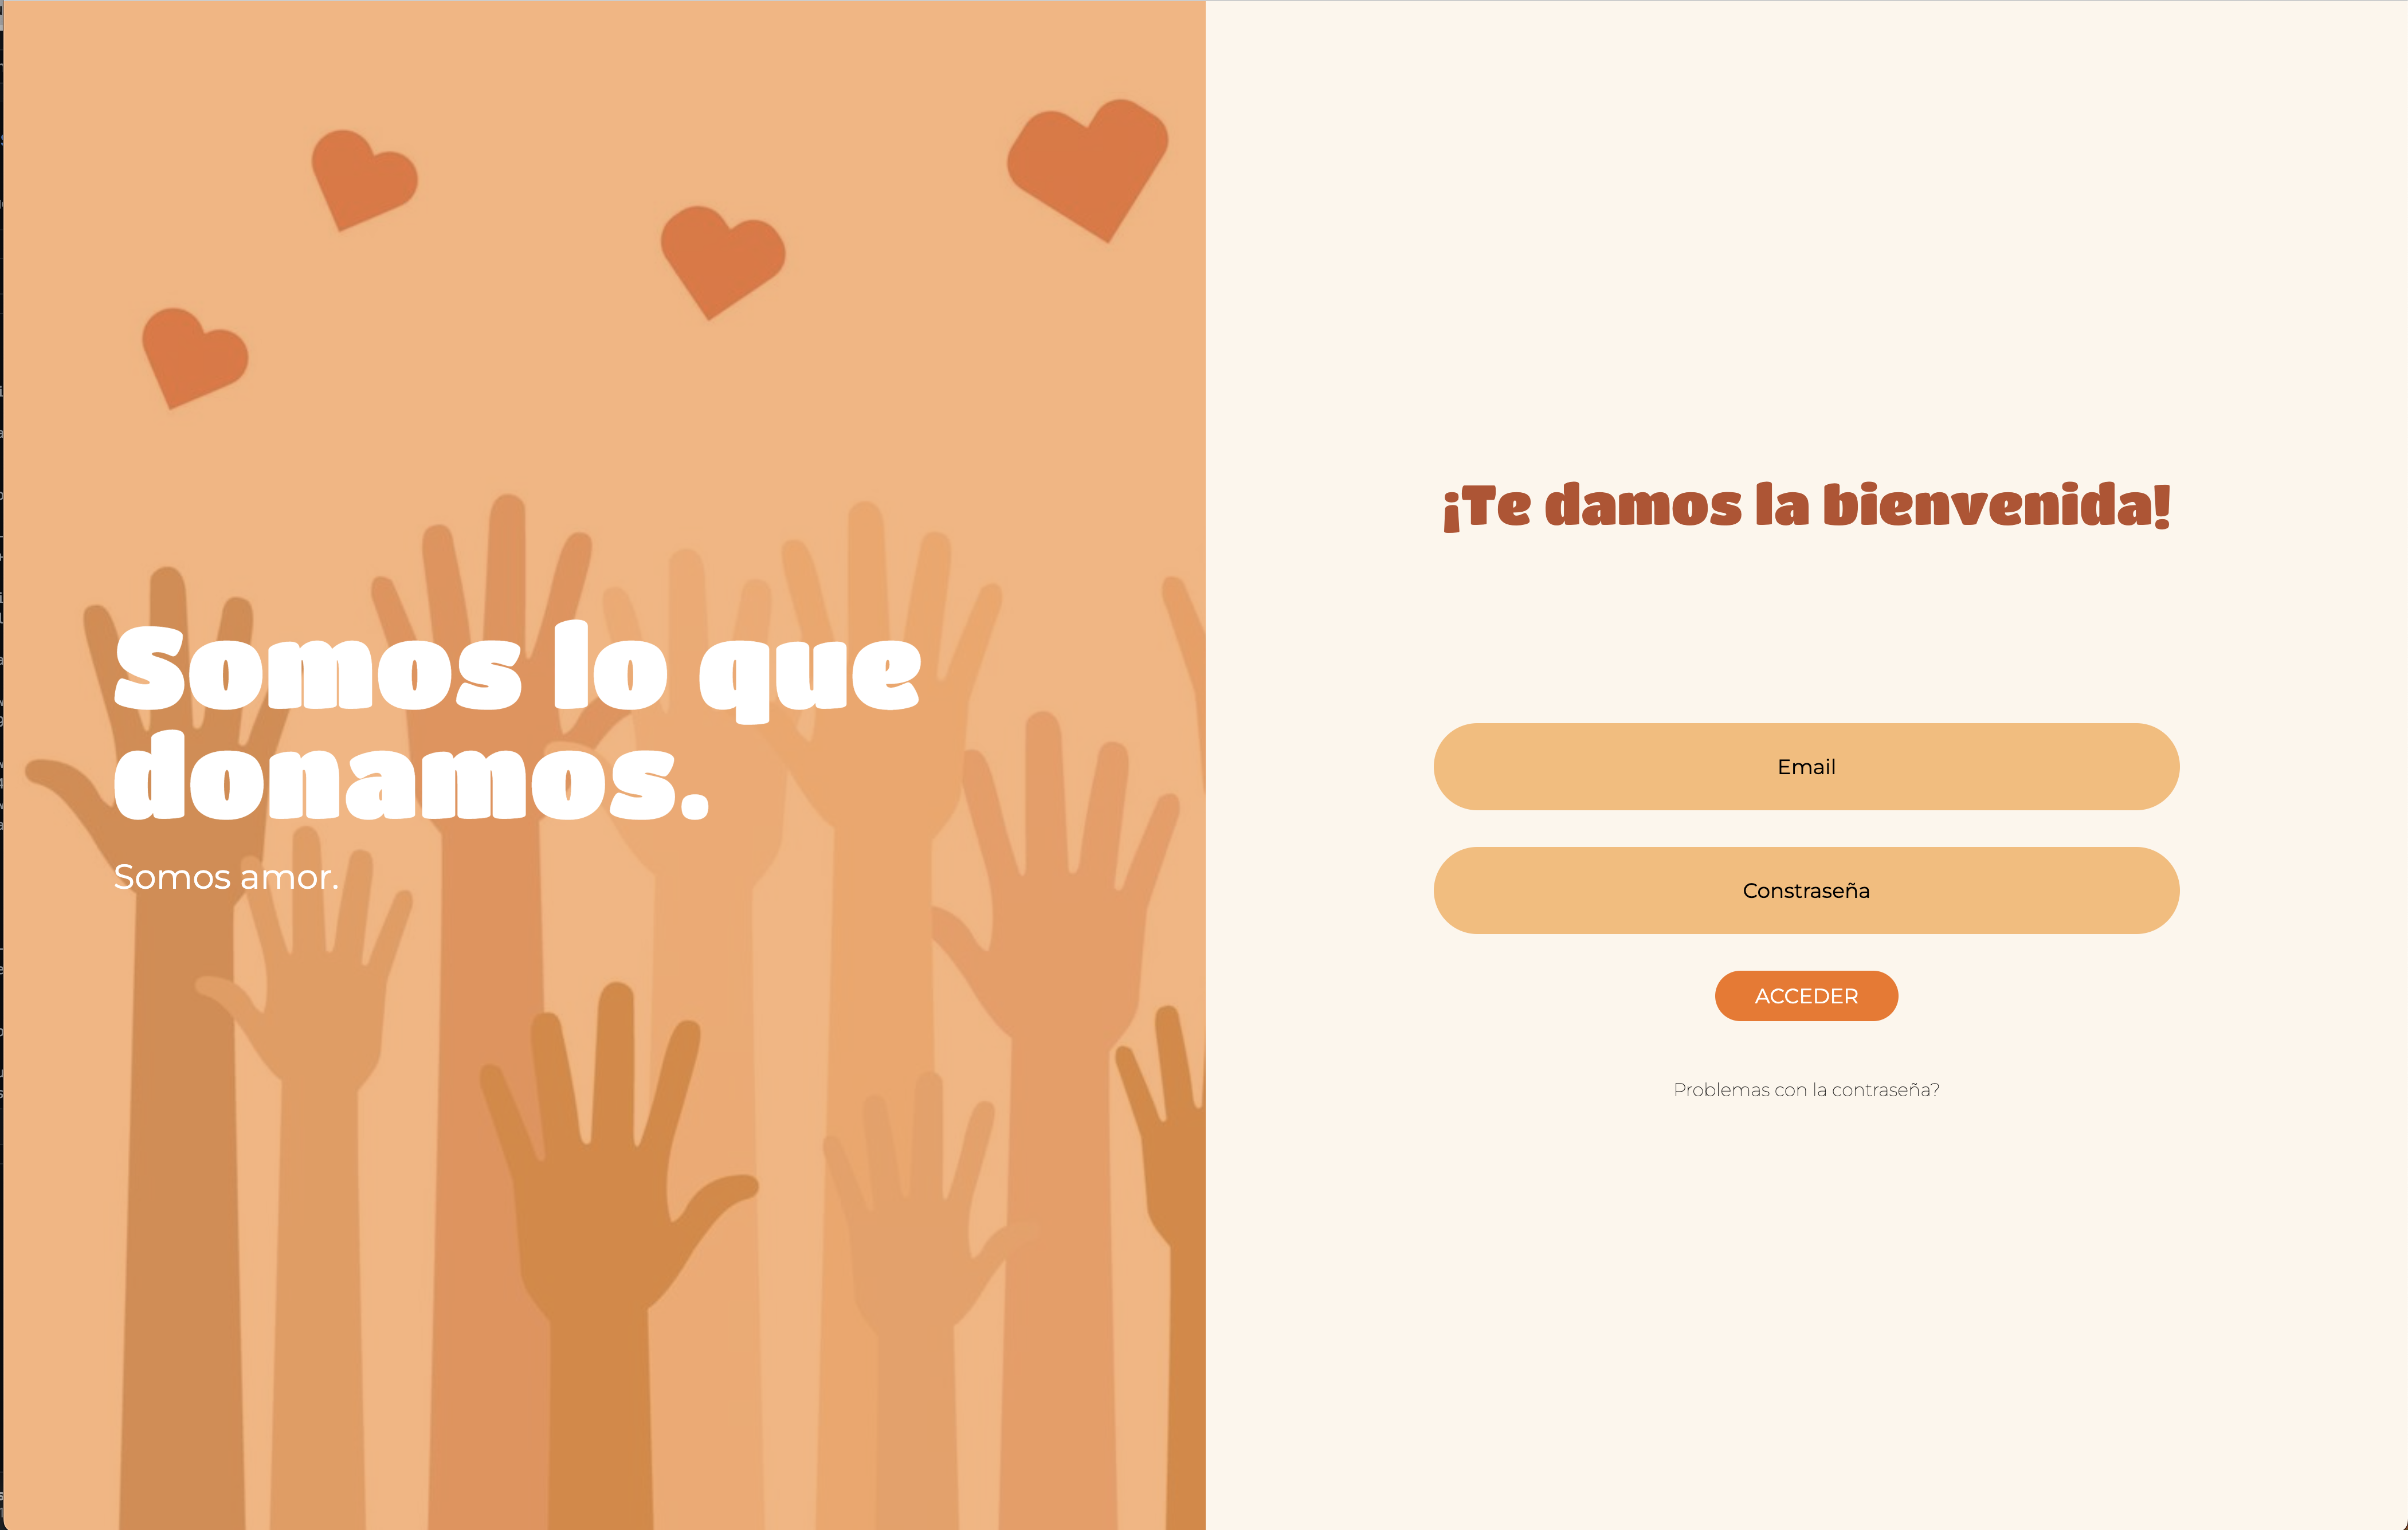 Somos lo que
donamos.
Somos amor.
¡Te damos la bienvenida!
Email
Constraseña
ACCEDER
Problemas con la contraseña?